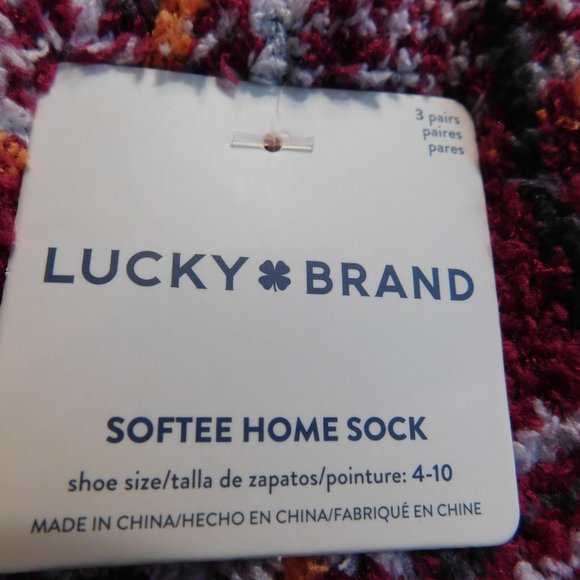 3 pairs
paires
pares
LUCKY BRAND
SOFTEE HOME SOCK
shoe size/talla de zapatos/pointure: 4-10
MADE IN CHINA/HECHO EN CHINA/FABRIQUÉ EN CHINE